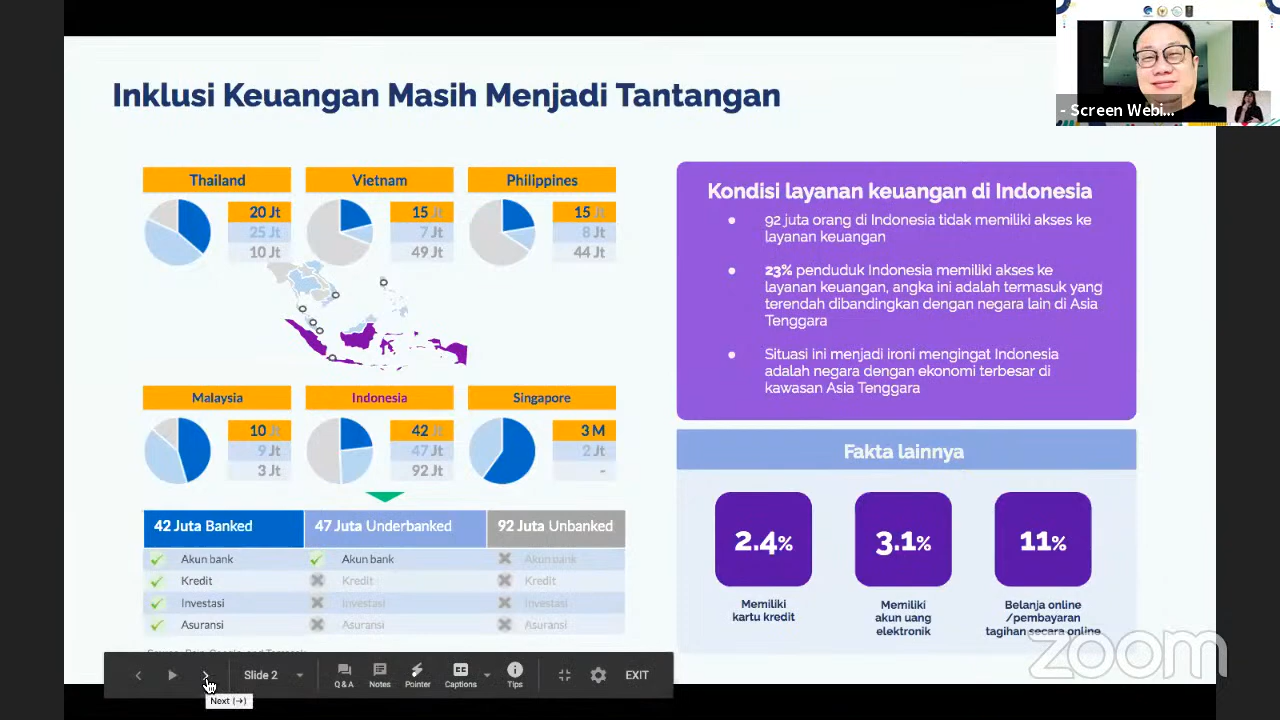 Inklusi Keuangan Masih Menjadi Tantangan
- Screen Webi...
Thailand
20 Jt
25 Jt
10 Jt
Vietnam
15 Jt
7 Jt
49 Jt
Philippines
15 Jt
8 Jt
44 Jt
Malaysia
10 Jt
9 Jt
3 Jt
Indonesia
42 Jt
47 Jt
92 Jt
Singapore
3 M
2 Jt
-
42 Juta Banked
47 Juta Underbanked
92 Juta Unbanked
Akun bank
Akun bank
Akun bank
Kredit
Kredit
Kredit
Investasi
Investasi
Investasi
Asuransi
Asuransi
Asuransi
Kondisi layanan keuangan di Indonesia
● 92 juta orang di Indonesia tidak memiliki akses ke
layanan keuangan
● 23% penduduk Indonesia memiliki akses ke
layanan keuangan, angka ini adalah termasuk yang
terendah dibandingkan dengan negara lain di Asia
Tenggara
● Situasi ini menjadi ironi mengingat Indonesia
adalah negara dengan ekonomi terbesar di
kawasan Asia Tenggara
Fakta lainnya
2.4%
3.1%
11%
Memiliki
kartu kredit
Memiliki
akun uang
elektronik
Belanja online
/pembayaran
tagihan secara online
zoom
Slide 2
Q & A
Notes
Pointer
Captions
Tips
EXIT
Next (→)